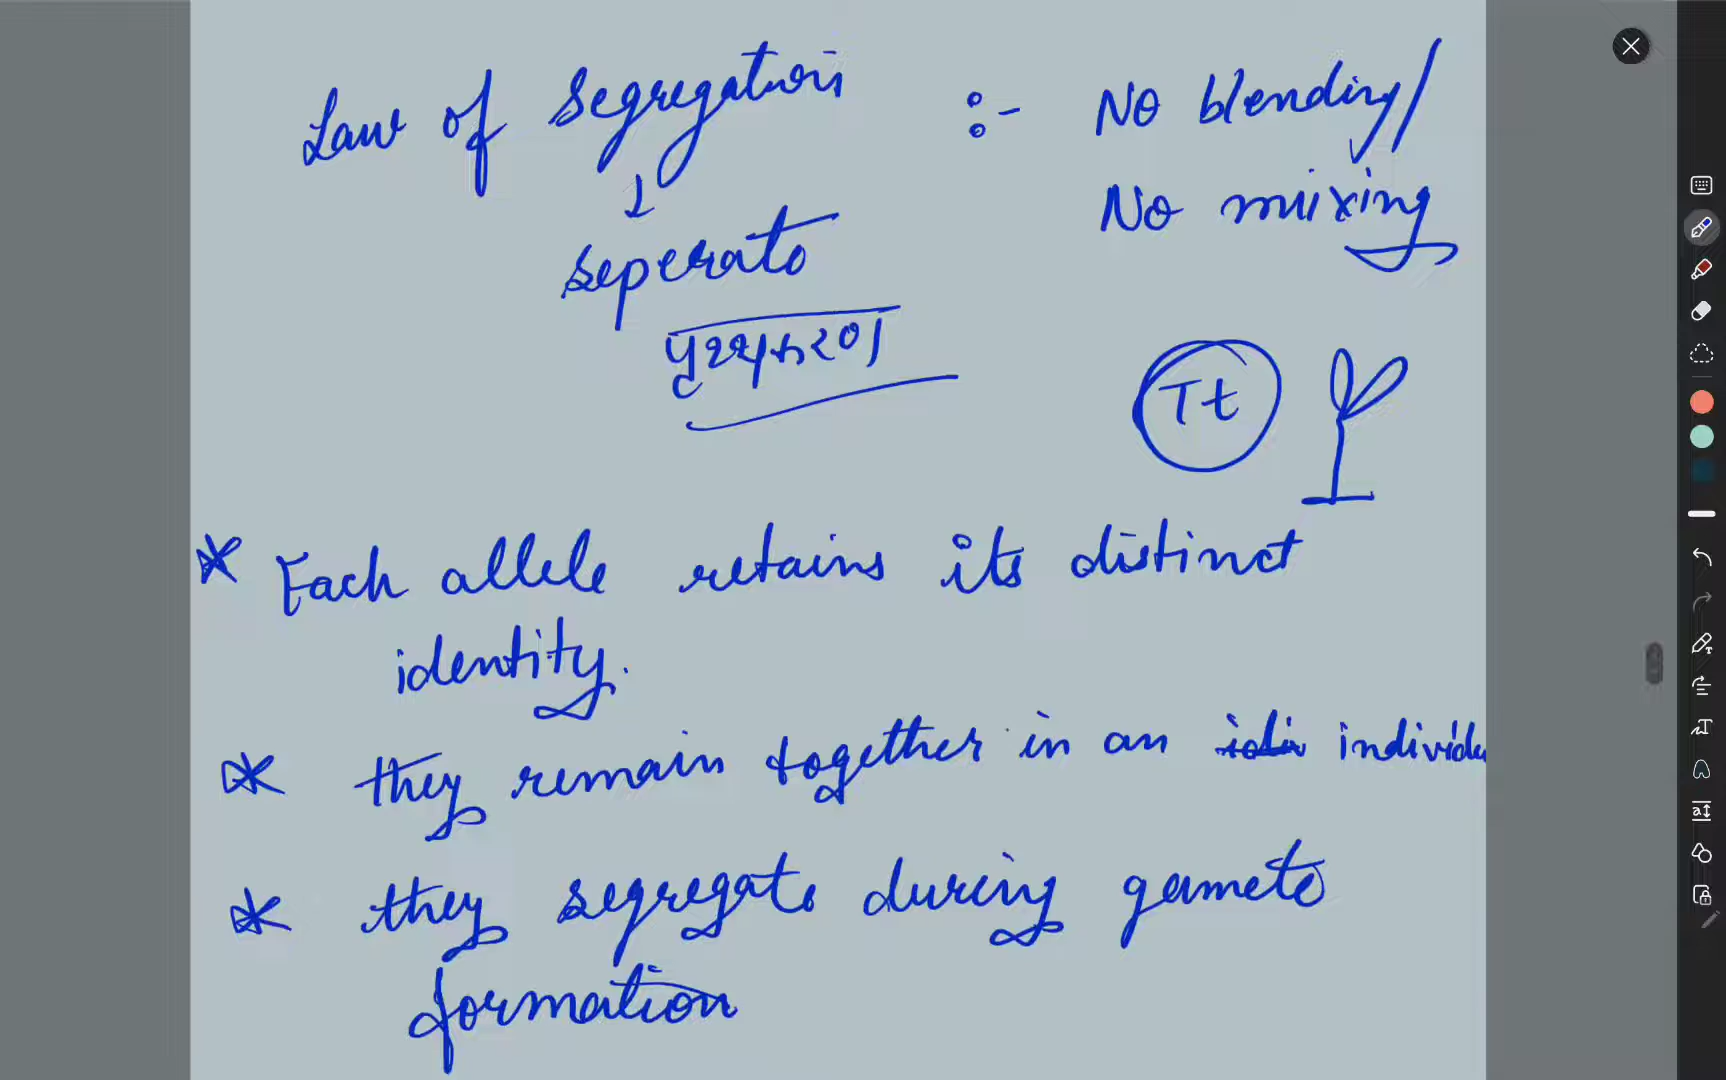 Law of segregation :- No blending/
No mixing
↓
seperate
पृथक्करण
Tt
* Each allele retains its distinct
identity.
* they remain together in an individu
* they segregate during gamete
formation